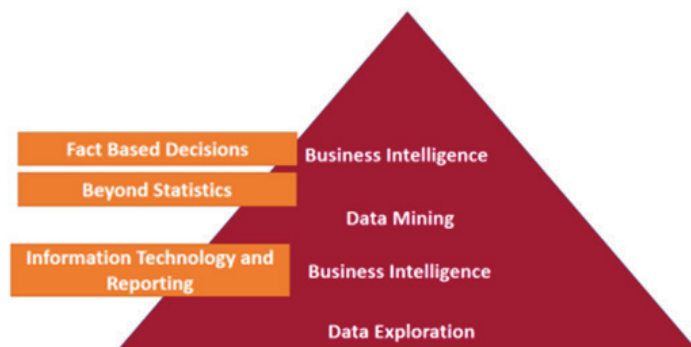 Fact Based Decisions
Business Intelligence
Beyond Statistics
Data Mining
Information Technology and
Reporting
Business Intelligence
Data Exploration